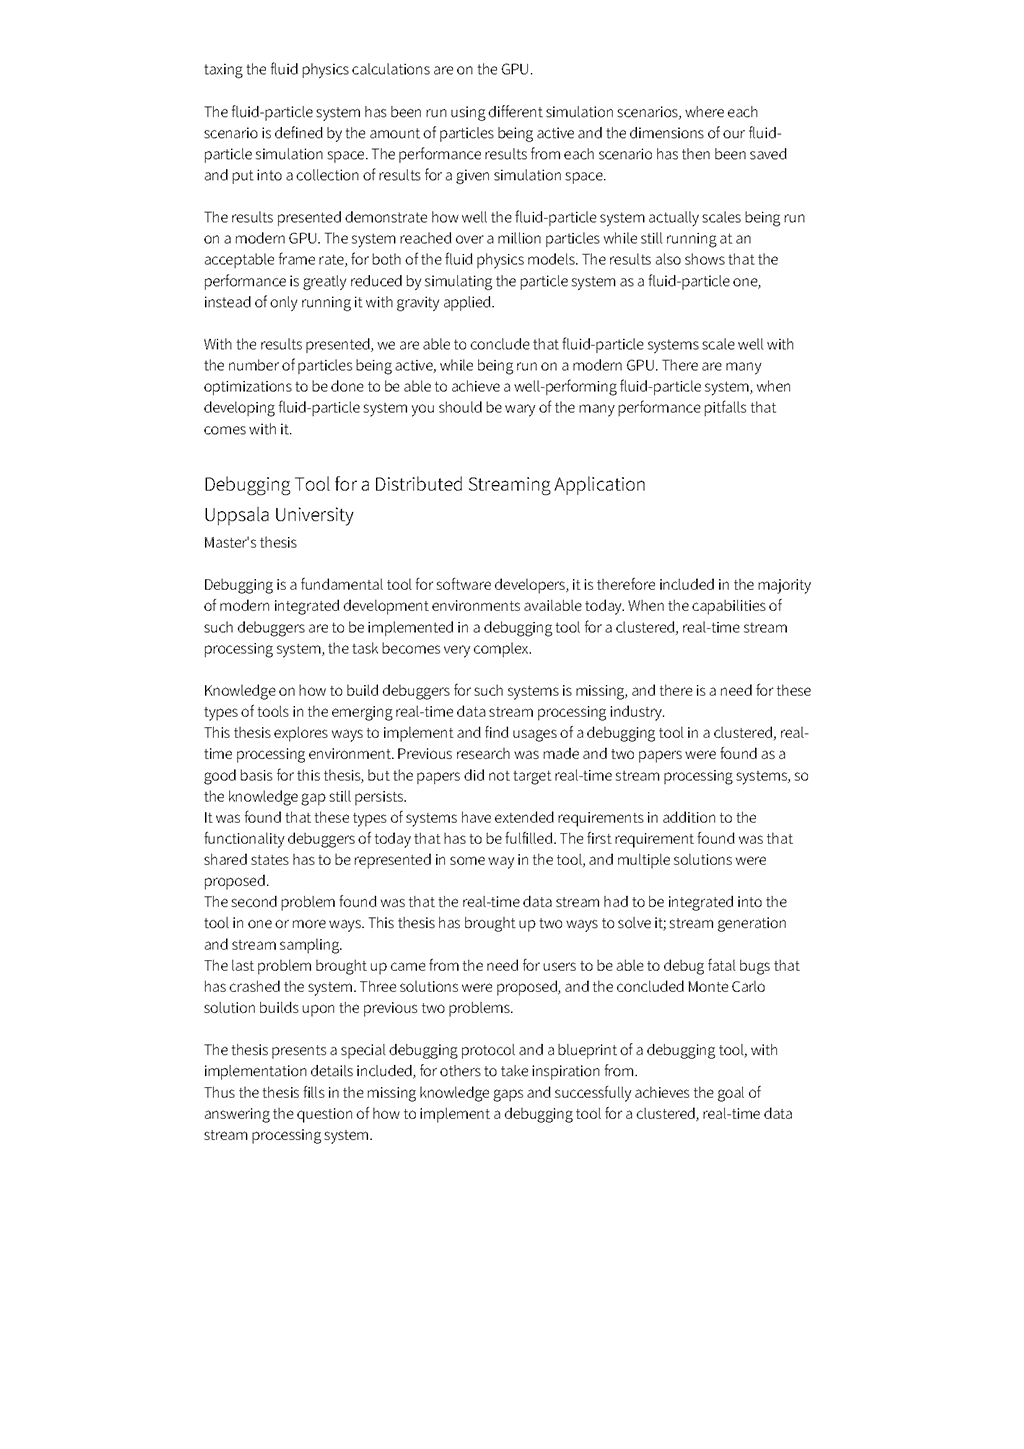 taxing the fluid physics calculations are on the GPU.
The fluid-particle system has been run using different simulation scenarios, where each
scenario is defined by the amount of particles being active and the dimensions of our fluid-
particle simulation space. The performance results from each scenario has then been saved
and put into a collection of results for a given simulation space.
The results presented demonstrate how well the fluid-particle system actually scales being run
on a modern GPU. The system reached over a million particles while still running at an
acceptable frame rate, for both of the fluid physics models. The results also shows that the
performance is greatly reduced by simulating the particle system as a fluid-particle one,
instead of only running it with gravity applied.
With the results presented, we are able to conclude that fluid-particle systems scale well with
the number of particles being active, while being run on a modern GPU. There are many
optimizations to be done to be able to achieve a well-performing fluid-particle system, when
developing fluid-particle system you should be wary of the many performance pitfalls that
comes with it.
Debugging Tool for a Distributed Streaming Application
Uppsala University
Master's thesis
Debugging is a fundamental tool for software developers, it is therefore included in the majority
of modern integrated development environments available today. When the capabilities of
such debuggers are to be implemented in a debugging tool for a clustered, real-time stream
processing system, the task becomes very complex.
Knowledge on how to build debuggers for such systems is missing, and there is a need for these
types of tools in the emerging real-time data stream processing industry.
This thesis explores ways to implement and find usages of a debugging tool in a clustered, real-
time processing environment. Previous research was made and two papers were found as a
good basis for this thesis, but the papers did not target real-time stream processing systems, so
the knowledge gap still persists.
It was found that these types of systems have extended requirements in addition to the
functionality debuggers of today that has to be fulfilled. The first requirement found was that
shared states has to be represented in some way in the tool, and multiple solutions were
proposed.
The second problem found was that the real-time data stream had to be integrated into the
tool in one or more ways. This thesis has brought up two ways to solve it; stream generation
and stream sampling.
The last problem brought up came from the need for users to be able to debug fatal bugs that
has crashed the system. Three solutions were proposed, and the concluded Monte Carlo
solution builds upon the previous two problems.
The thesis presents a special debugging protocol and a blueprint of a debugging tool, with
implementation details included, for others to take inspiration from.
Thus the thesis fills in the missing knowledge gaps and successfully achieves the goal of
answering the question of how to implement a debugging tool for a clustered, real-time data
stream processing system.